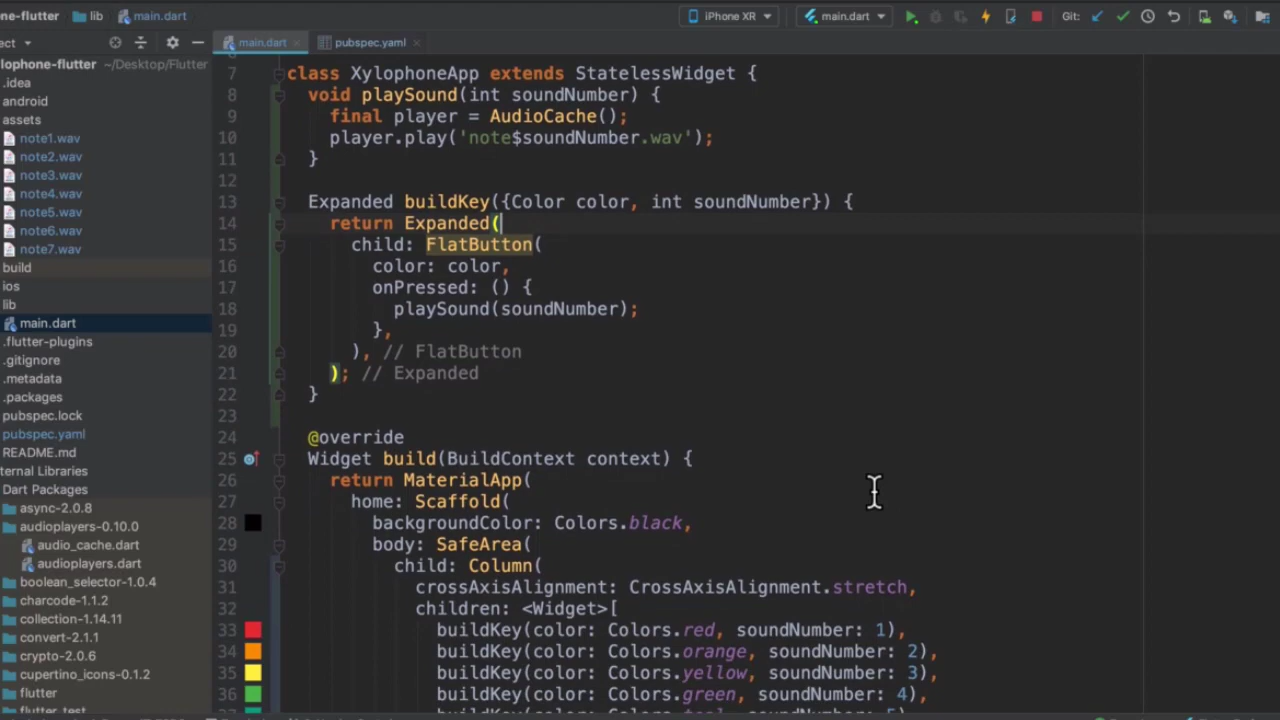 one-flutter
lib
main.dart
iPhone XR
main.dart
Git:
ect
main.dart
pubspec.yaml
lophone-flutter ~/Desktop/Flutter
.idea
android
assets
note1.wav
note2.wav
note3.wav
note4.wav
note5.wav
note6.wav
note7.wav
build
ios
lib
main.dart
.flutter-plugins
.gitignore
.metadata
.packages
pubspec.lock
pubspec.yaml
README.md
ternal Libraries
Dart Packages
async-2.0.8
audioplayers-0.10.0
audio_cache.dart
audioplayers.dart
boolean_selector-1.0.4
charcode-1.1.2
collection-1.14.11
convert-2.1.1
crypto-2.0.6
cupertino_icons-0.1.2
flutter
flutter_test
7 class XylophoneApp extends StatelessWidget {
8 void playSound(int soundNumber) {
9 final player = AudioCache();
10 player.play('note$soundNumber.wav');
11 }
12
13 Expanded buildKey({Color color, int soundNumber}) {
14 return Expanded(
15 child: FlatButton(
16 color: color,
17 onPressed: () {
18 playSound(soundNumber);
19 },
20 ), // FlatButton
21 ); // Expanded
22 }
23
24 @override
25 Widget build(BuildContext context) {
26 return MaterialApp(
27 home: Scaffold(
28 backgroundColor: Colors.black,
29 body: SafeArea(
30 child: Column(
31 crossAxisAlignment: CrossAxisAlignment.stretch,
32 children: <Widget>[
33 buildKey(color: Colors.red, soundNumber: 1),
34 buildKey(color: Colors.orange, soundNumber: 2),
35 buildKey(color: Colors.yellow, soundNumber: 3),
36 buildKey(color: Colors.green, soundNumber: 4),